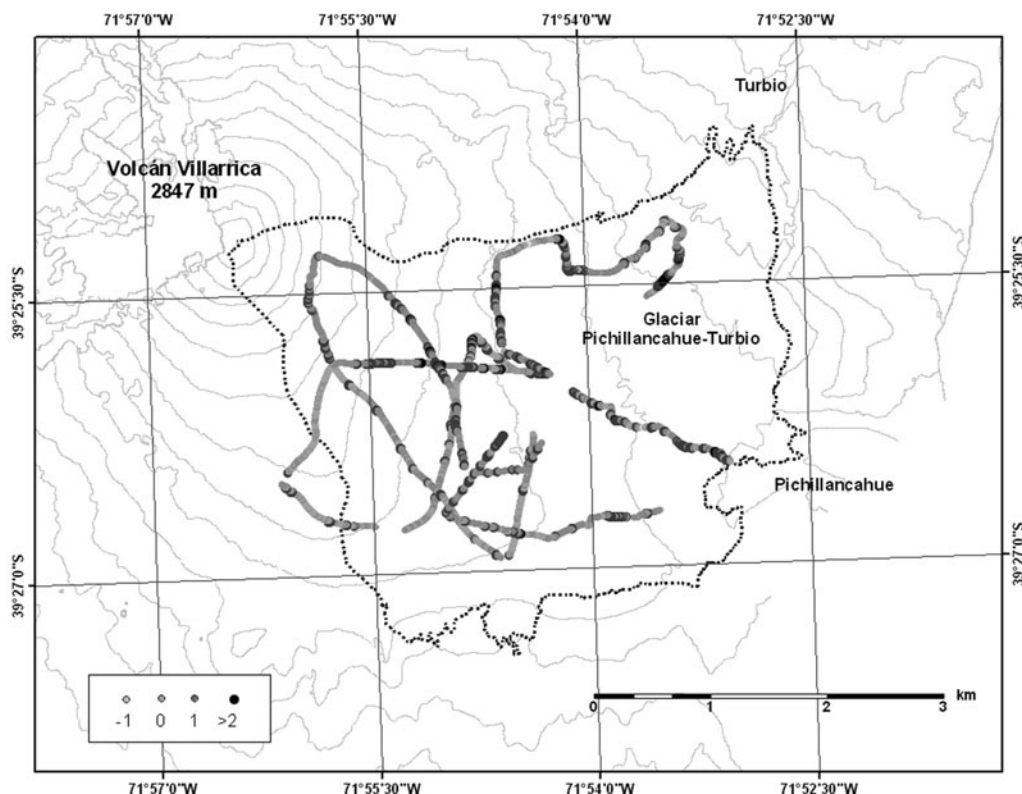 71°57'0"W
71°55'30"W
71°54'0"W
71°52'30"W
Turbio
Volcán Villarrica
2847 m
39°25'30"S
39°25'30"S
Glaciar
Pichillancahue-Turbio
Pichillancahue
39°27'0"S
39°27'0"S
-1 0 1 >2
0 1 2 3 km
71°57'0"W
71°55'30"W
71°54'0"W
71°52'30"W